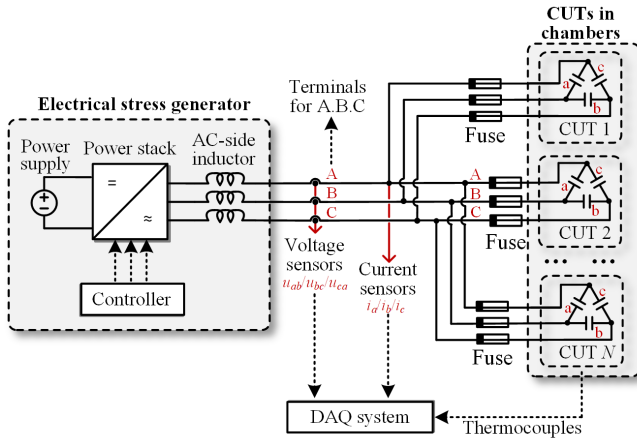 CUTs in
chambers
Terminals
for A.B.C
Electrical stress generator
Power
supply
Power stack
AC-side
inductor
=
≈
Controller
A
B
C
Voltage
sensors
u_ab/u_bc/u_ca
Current
sensors
i_a/i_b/i_c
Fuse
a
c
b
CUT 1
A
B
C
Fuse
a
c
b
CUT 2
... ...
Fuse
a
c
b
CUT N
DAQ system
Thermocouples